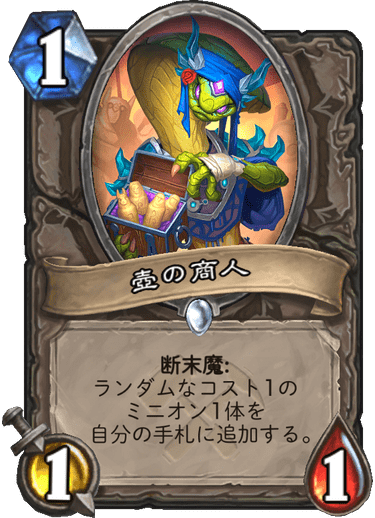 1
壺の商人
断末魔:
ランダムなコスト1の
ミニオン1体を
自分の手札に追加する。
1
1